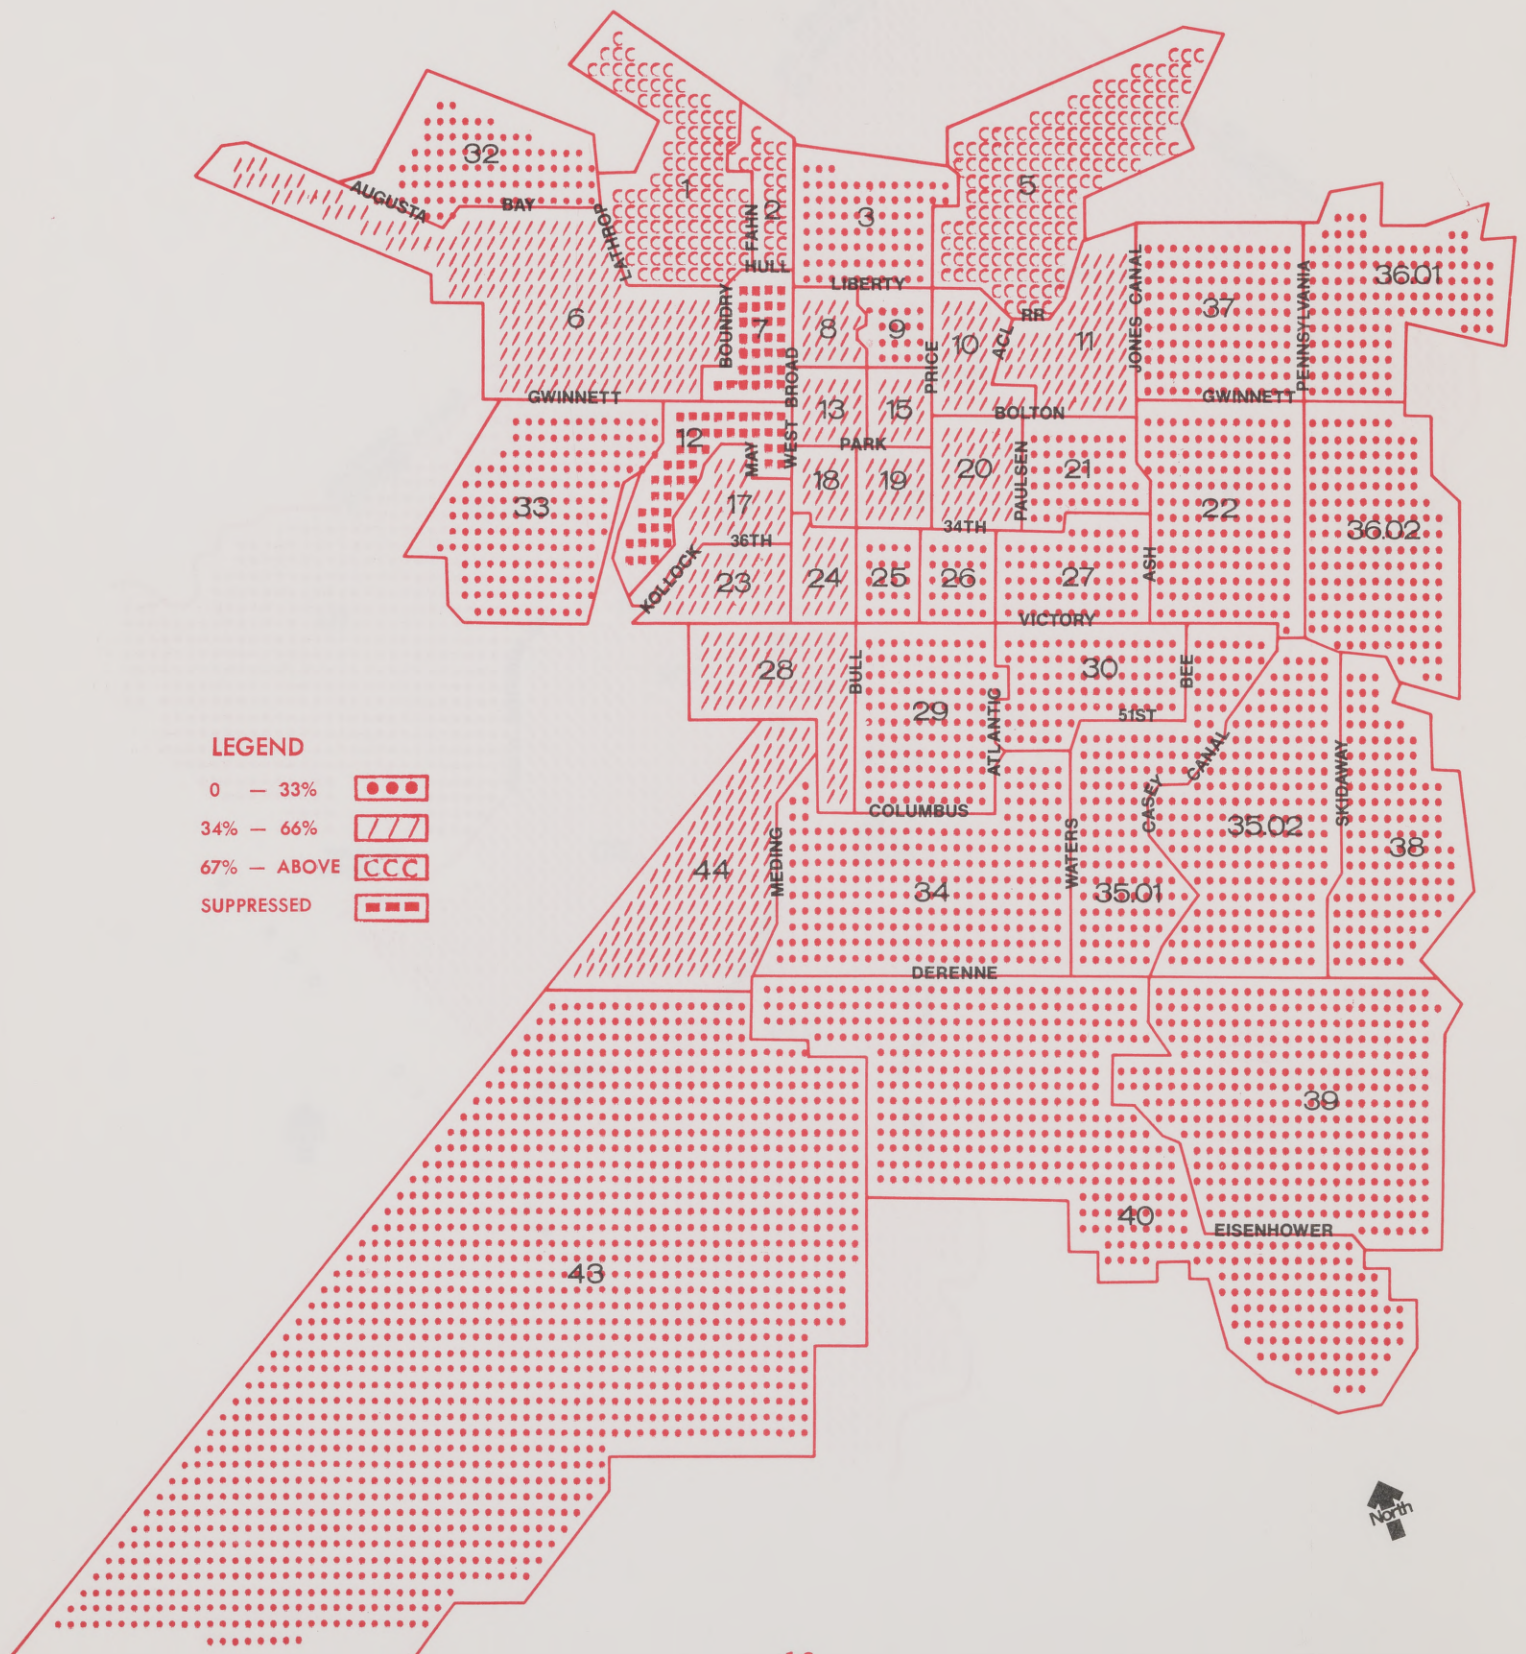 32
AUGUSTA
BAY
LATHROP
1
FAHN
2
HULL
3
LIBERTY
5
RR
ACL
JONES CANAL
37
PENNSYLVANIA
36.01
6
BOUNDRY
7
WEST BROAD
8
9
PRICE
10
11
GWINNETT
GWINNETT
12
MAY
13
15
BOLTON
PARK
33
17
18
19
20
PAULSEN
21
22
36.02
34TH
36TH
KOLLOCK
23
24
25
26
27
ASH
VICTORY
28
BULL
29
ATLANTIC
30
BEE
51ST
CANAL
CASEY
SKIDAWAY
LEGEND
0 — 33%
34% — 66%
67% — ABOVE CCC
SUPPRESSED
COLUMBUS
44
MEDING
34
WATERS
35.01
35.02
38
DERENNE
39
40
EISENHOWER
43
North